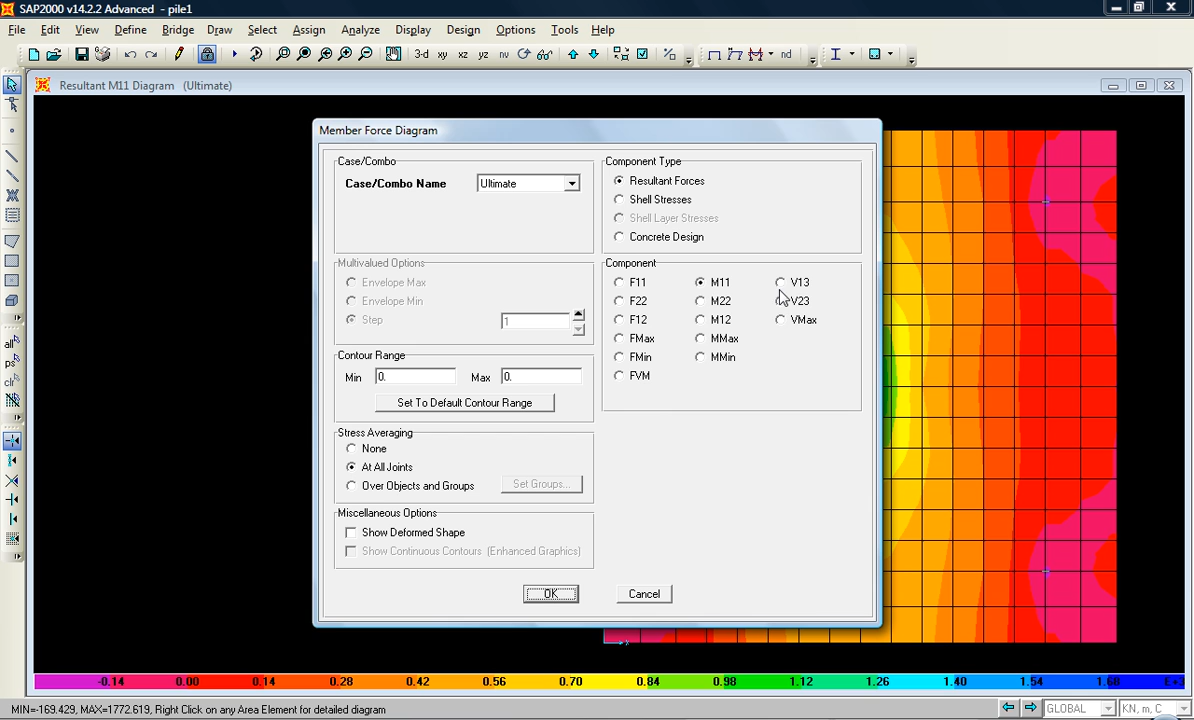 SAP2000 v14.2.2 Advanced - pile1
File Edit View Define Bridge Draw Select Assign Analyze Display Design Options Tools Help
3-d xy xz yz nv nd
Resultant M11 Diagram (Ultimate)
Member Force Diagram
Case/Combo
Case/Combo Name Ultimate
Multivalued Options
Envelope Max
Envelope Min
Step 1
Contour Range
Min 0. Max 0.
Set To Default Contour Range
Stress Averaging
None
At All Joints
Over Objects and Groups Set Groups...
Miscellaneous Options
Show Deformed Shape
Show Continuous Contours (Enhanced Graphics)
Component Type
Resultant Forces
Shell Stresses
Shell Layer Stresses
Concrete Design
Component
F11 M11 V13
F22 M22 V23
F12 M12 VMax
FMax MMax
FMin MMin
FVM
OK Cancel
all
ps
clr
-0.14 0.00 0.14 0.28 0.42 0.56 0.70 0.84 0.98 1.12 1.26 1.40 1.54 1.68
MIN=-169.429, MAX=1772.619, Right Click on any Area Element for detailed diagram
GLOBAL KN, m, C